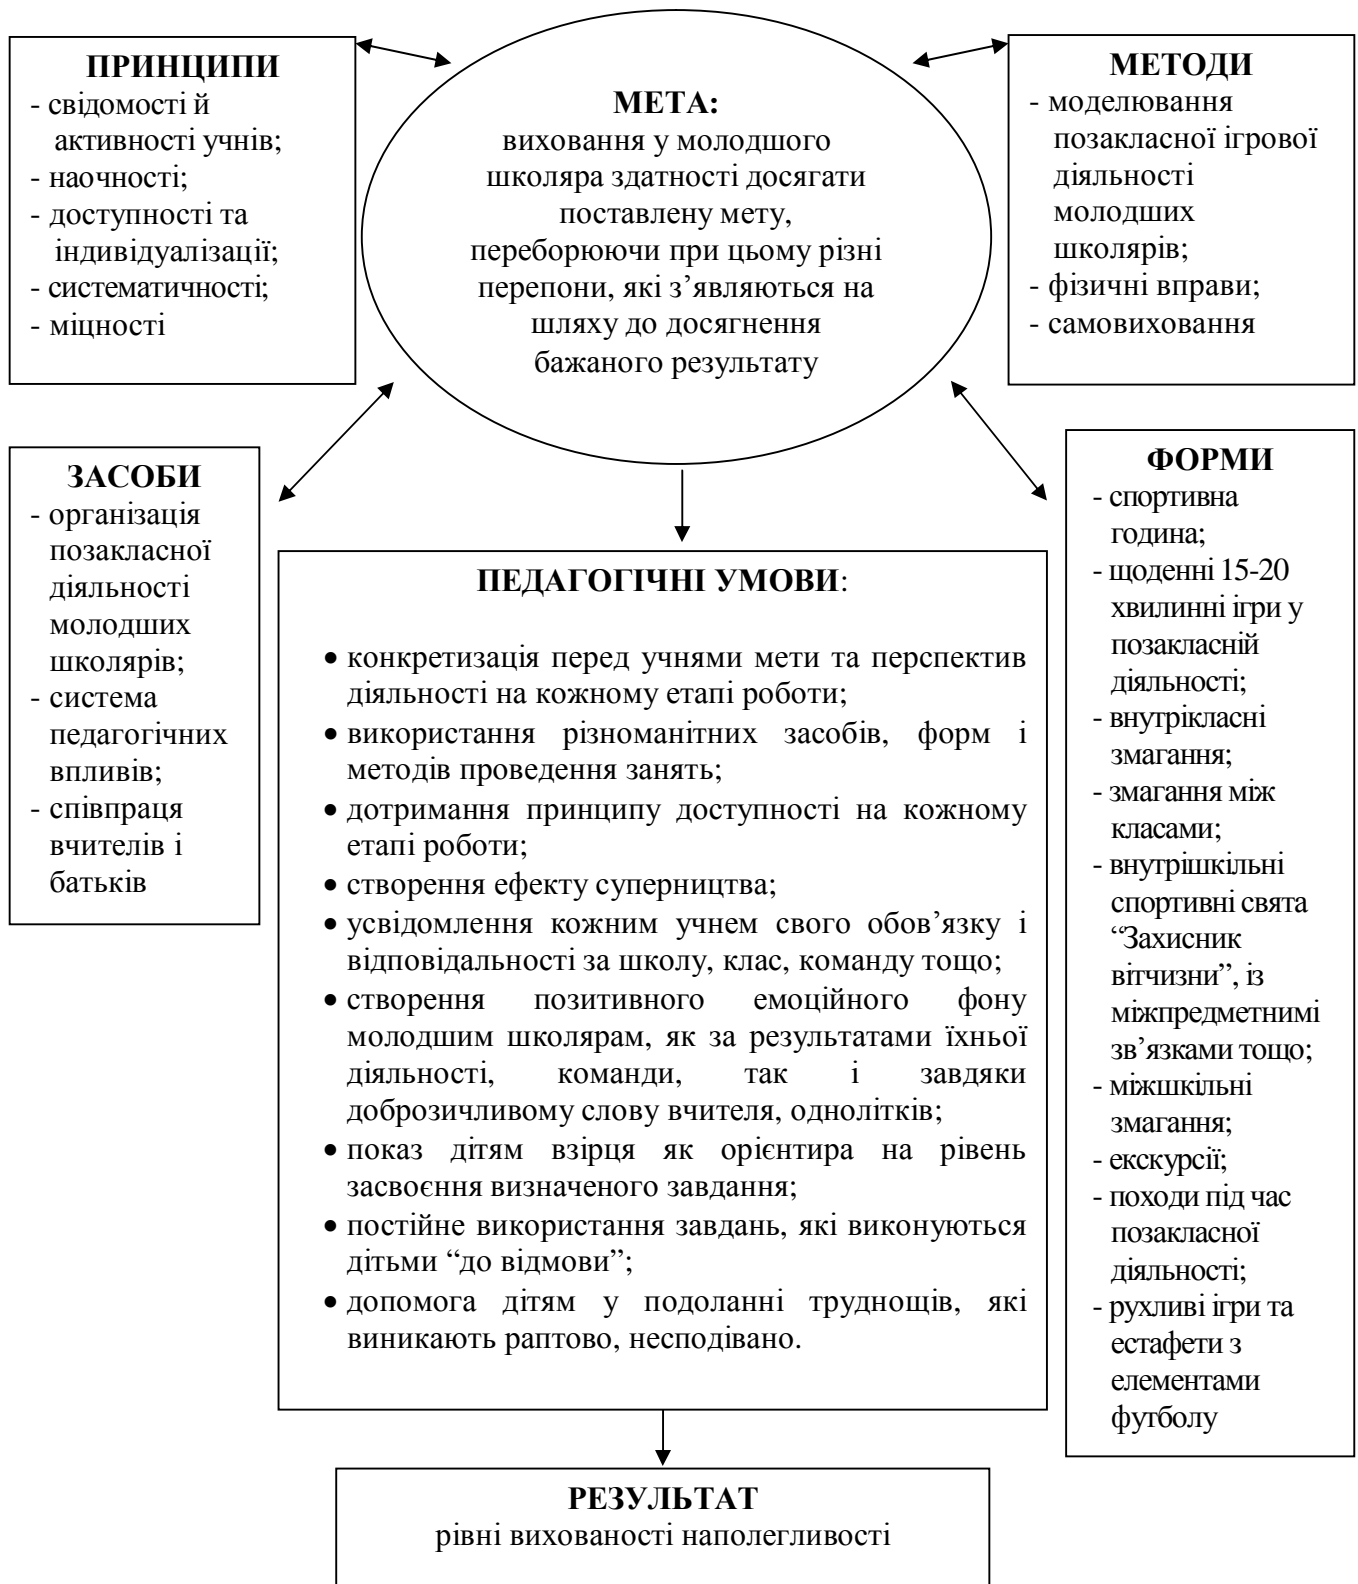 ПРИНЦИПИ
- свідомості й
активності учнів;
- наочності;
- доступності та
індивідуалізації;
- систематичності;
- міцності
МЕТА:
виховання у молодшого
школяра здатності досягати
поставлену мету,
переборюючи при цьому різні
перепони, які з’являються на
шляху до досягнення
бажаного результату
МЕТОДИ
- моделювання
позакласної ігрової
діяльності
молодших
школярів;
- фізичні вправи;
- самовиховання
ЗАСОБИ
- організація
позакласної
діяльності
молодших
школярів;
- система
педагогічних
впливів;
- співпраця
вчителів і
батьків
ПЕДАГОГІЧНІ УМОВИ:
• конкретизація перед учнями мети та перспектив
діяльності на кожному етапі роботи;
• використання різноманітних засобів, форм і
методів проведення занять;
• дотримання принципу доступності на кожному
етапі роботи;
• створення ефекту суперництва;
• усвідомлення кожним учнем свого обов’язку і
відповідальності за школу, клас, команду тощо;
• створення позитивного емоційного фону
молодшим школярам, як за результатами їхньої
діяльності, команди, так і завдяки
доброзичливому слову вчителя, однолітків;
• показ дітям взірця як орієнтира на рівень
засвоєння визначеного завдання;
• постійне використання завдань, які виконуються
дітьми “до відмови”;
• допомога дітям у подоланні труднощів, які
виникають раптово, несподівано.
ФОРМИ
- спортивна
година;
- щоденні 15-20
хвилинні ігри у
позакласній
діяльності;
- внутрікласні
змагання;
- змагання між
класами;
- внутрішкільні
спортивні свята
“Захисник
вітчизни”, із
міжпредметнимі
зв’язками тощо;
- міжшкільні
змагання;
- екскурсії;
- походи під час
позакласної
діяльності;
- рухливі ігри та
естафети з
елементами
футболу
РЕЗУЛЬТАТ
рівні вихованості наполегливості